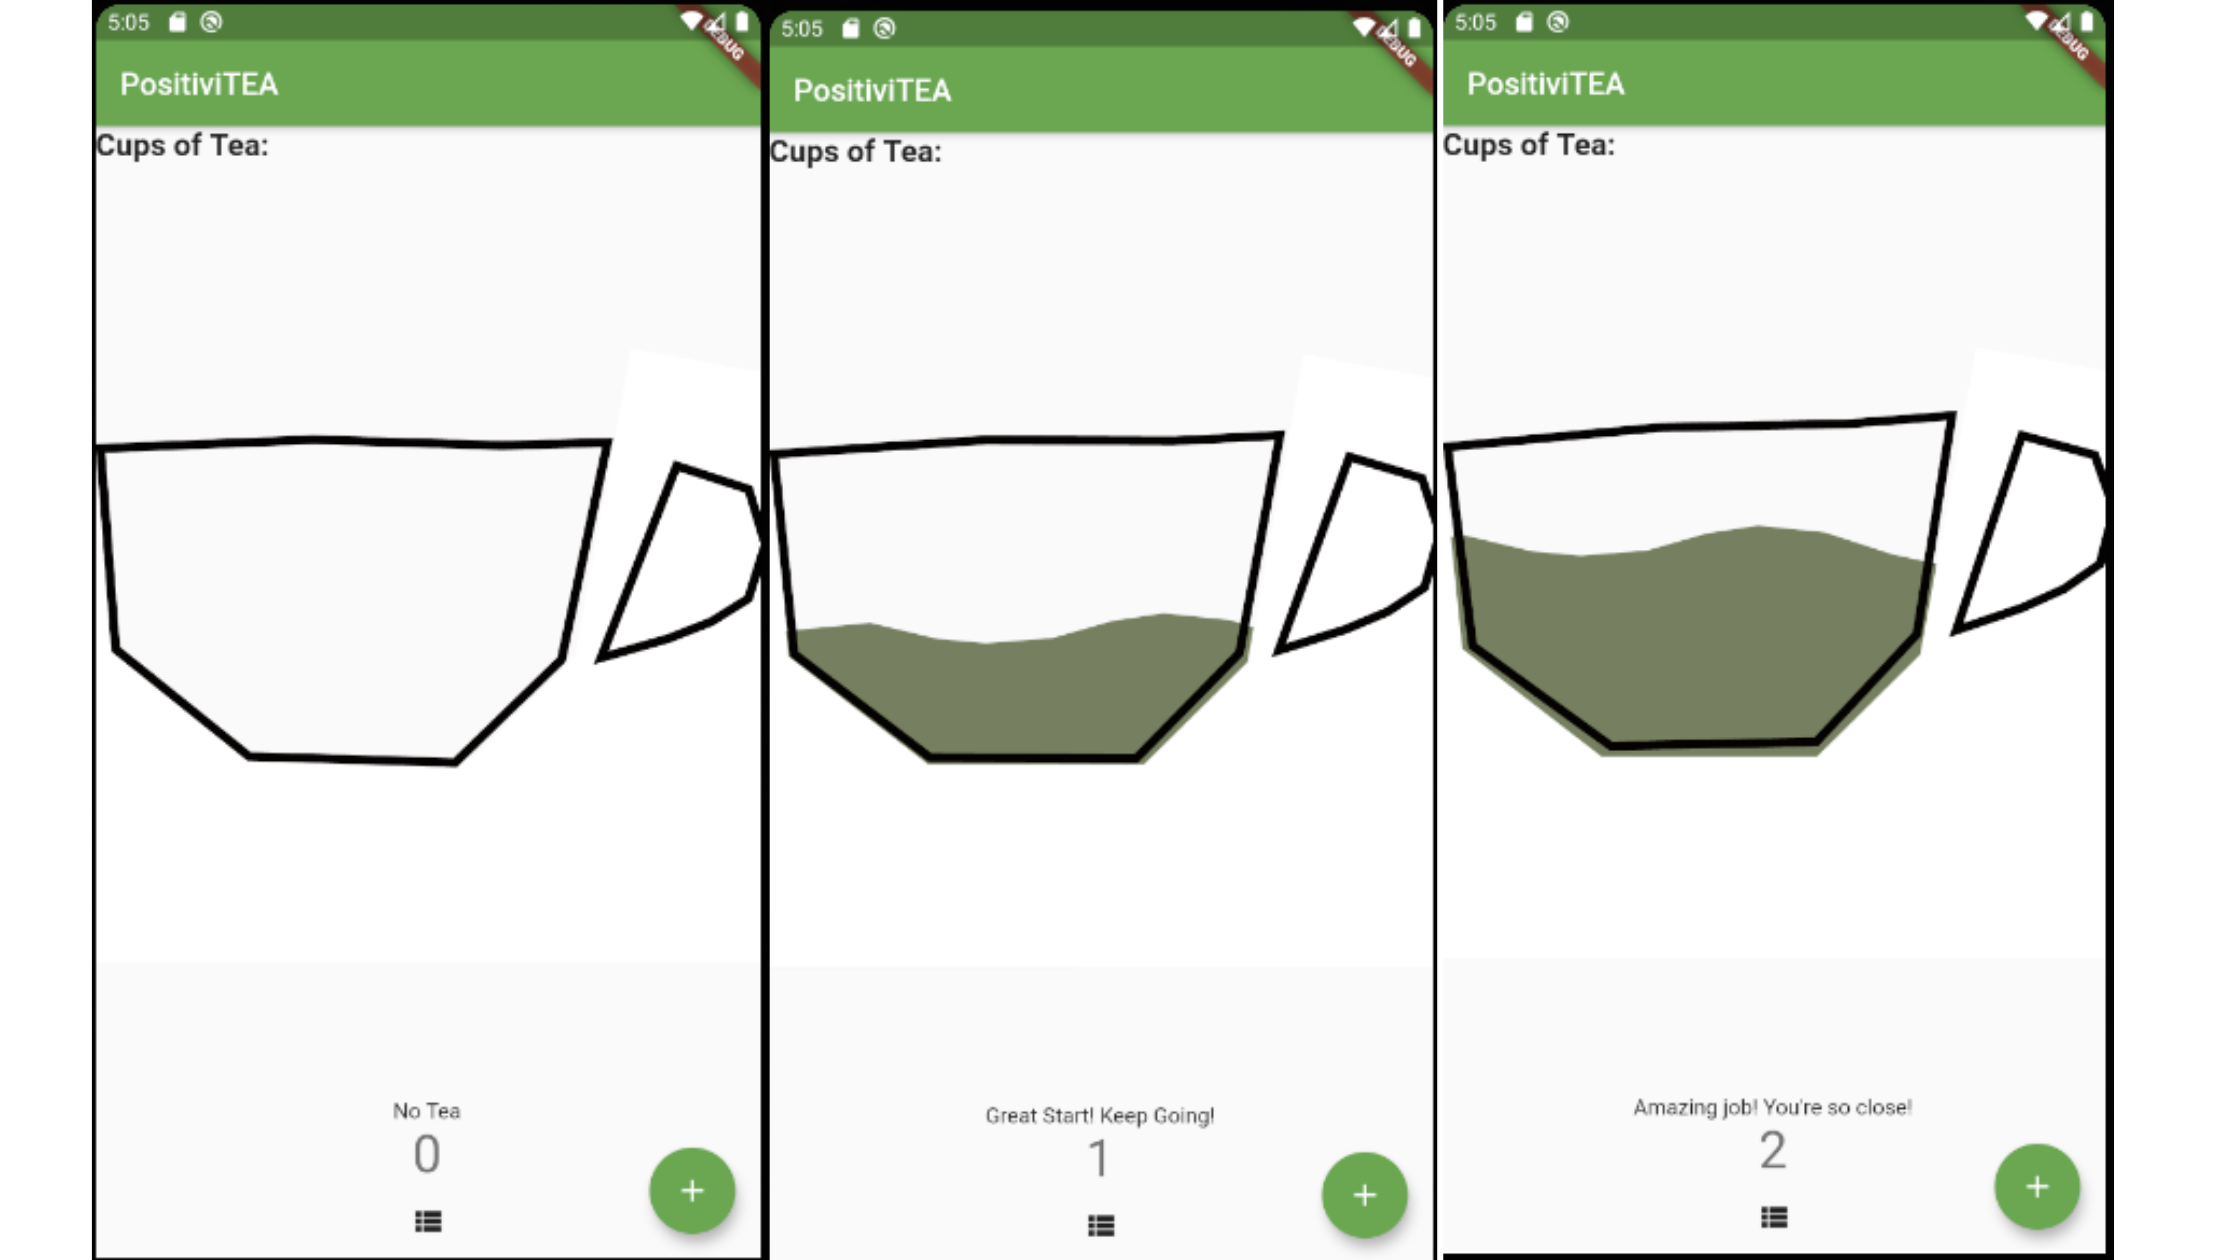 5:05
DEBUG
PositiviTEA
Cups of Tea:
No Tea
0
+
5:05
DEBUG
PositiviTEA
Cups of Tea:
Great Start! Keep Going!
1
+
5:05
DEBUG
PositiviTEA
Cups of Tea:
Amazing job! You're so close!
2
+